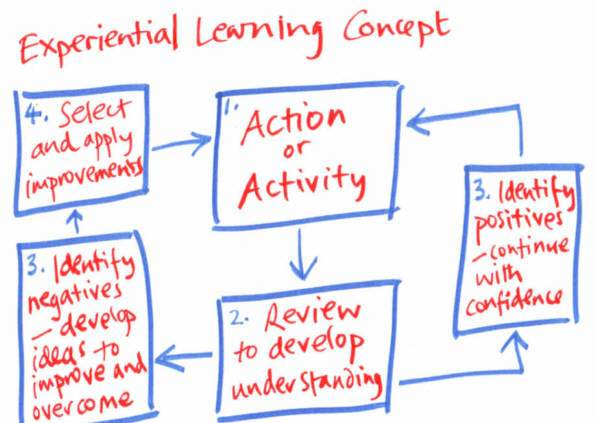 Experiential Learning Concept
4. Select
and apply
improvements
1.
Action
or
Activity
3. Identify
positives
– continue
with
confidence
3. Identify
negatives
– develop
ideas to
improve and
overcome
2. Review
to develop
understanding